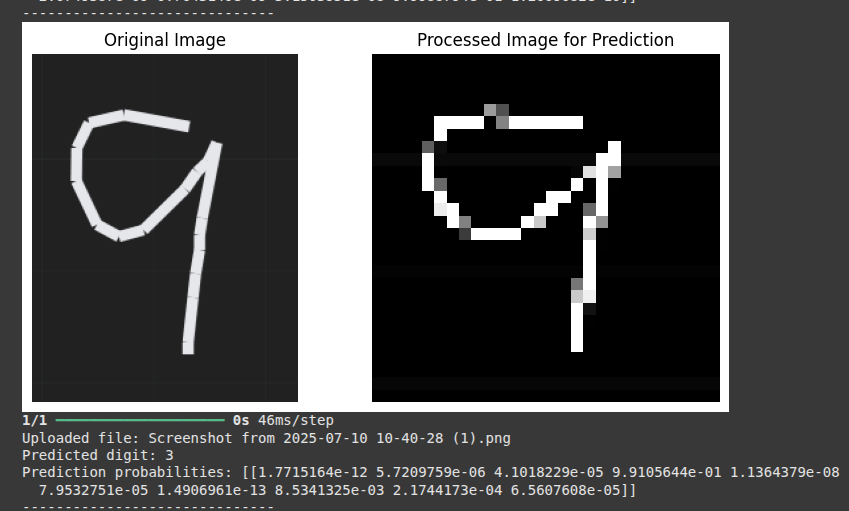 -----------------------------
Original Image
Processed Image for Prediction
1/1 ━━━━━━━━━━━━━━━━━━━━ 0s 46ms/step
Uploaded file: Screenshot from 2025-07-10 10-40-28 (1).png
Predicted digit: 3
Prediction probabilities: [[1.7715164e-12 5.7209759e-06 4.1018229e-05 9.9105644e-01 1.1364379e-08
7.9532751e-05 1.4906961e-13 8.5341325e-03 2.1744173e-04 6.5607608e-05]]
-----------------------------